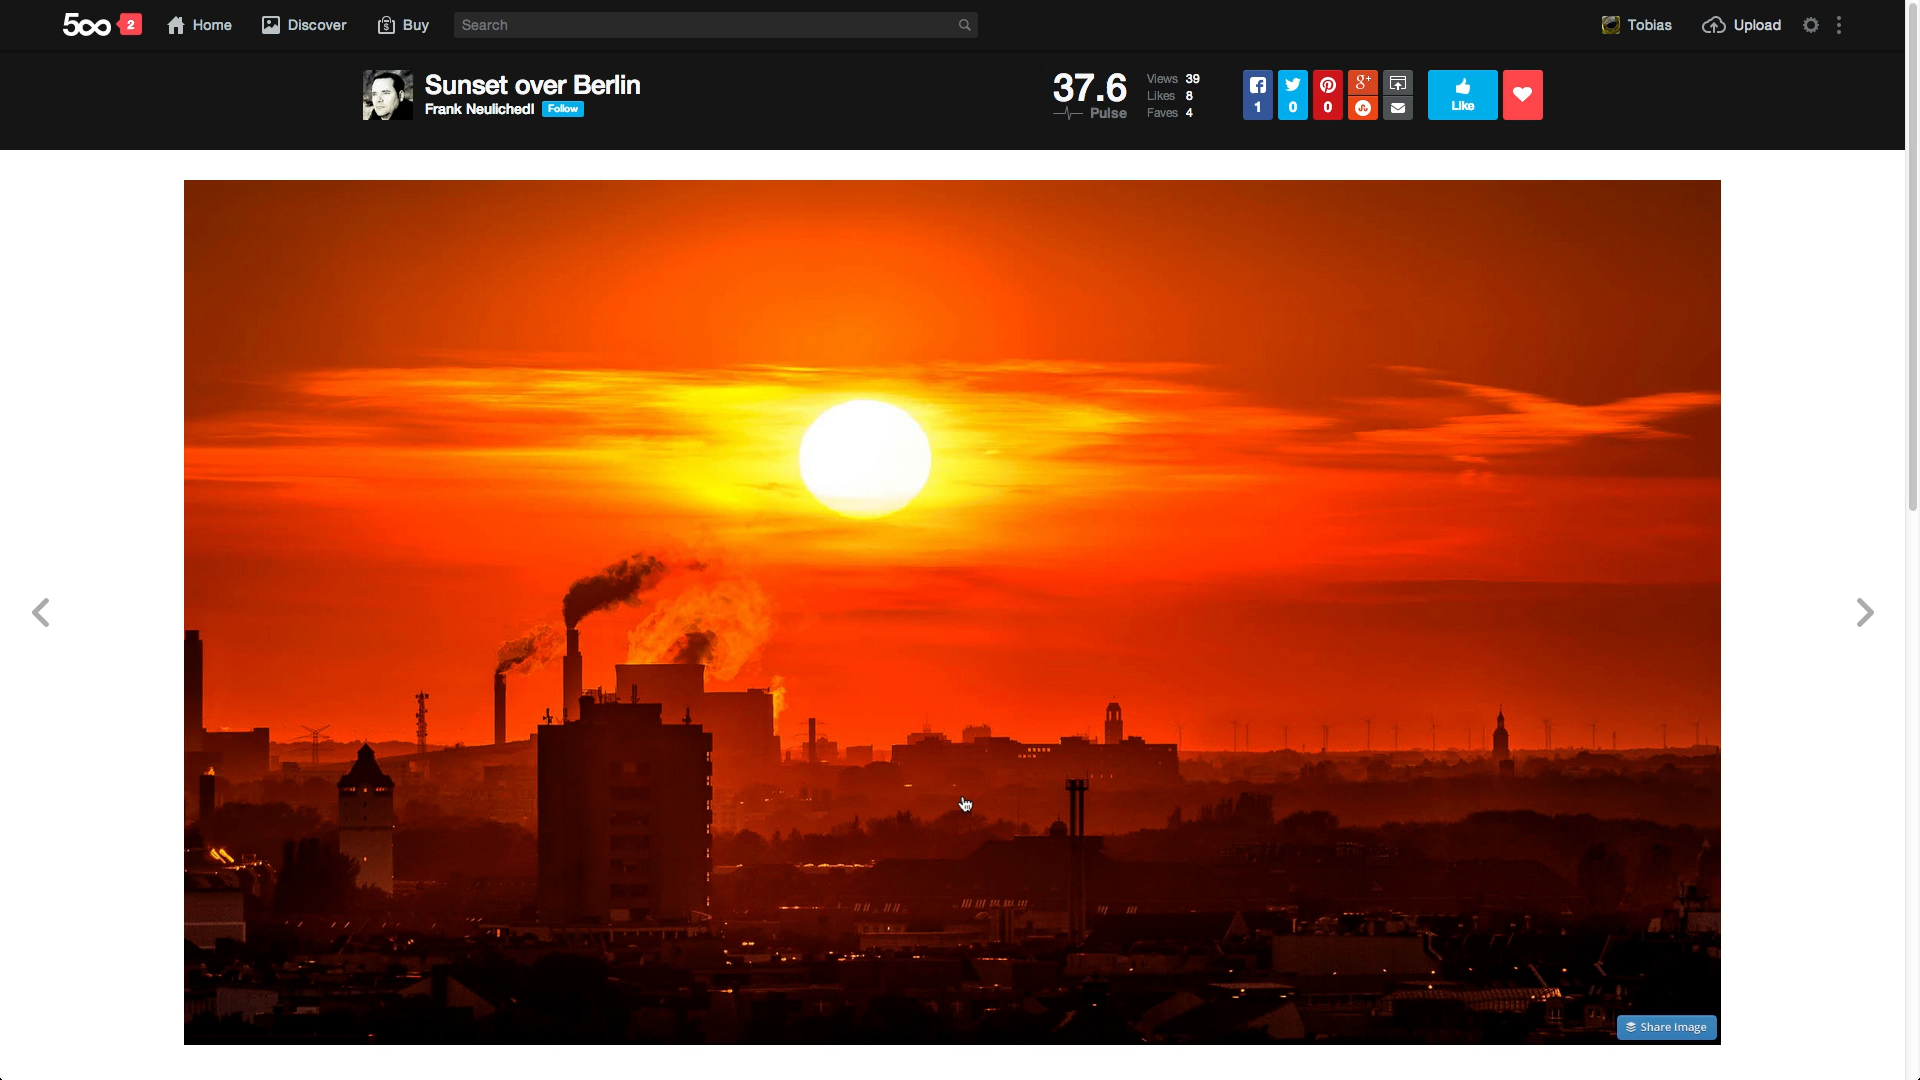 500 2 Home Discover Buy Search Tobias Upload
Sunset over Berlin
Frank Neulichedl Follow
37.6
Pulse
Views 39
Likes 8
Faves 4
1 0 0 g+ Like
Share Image